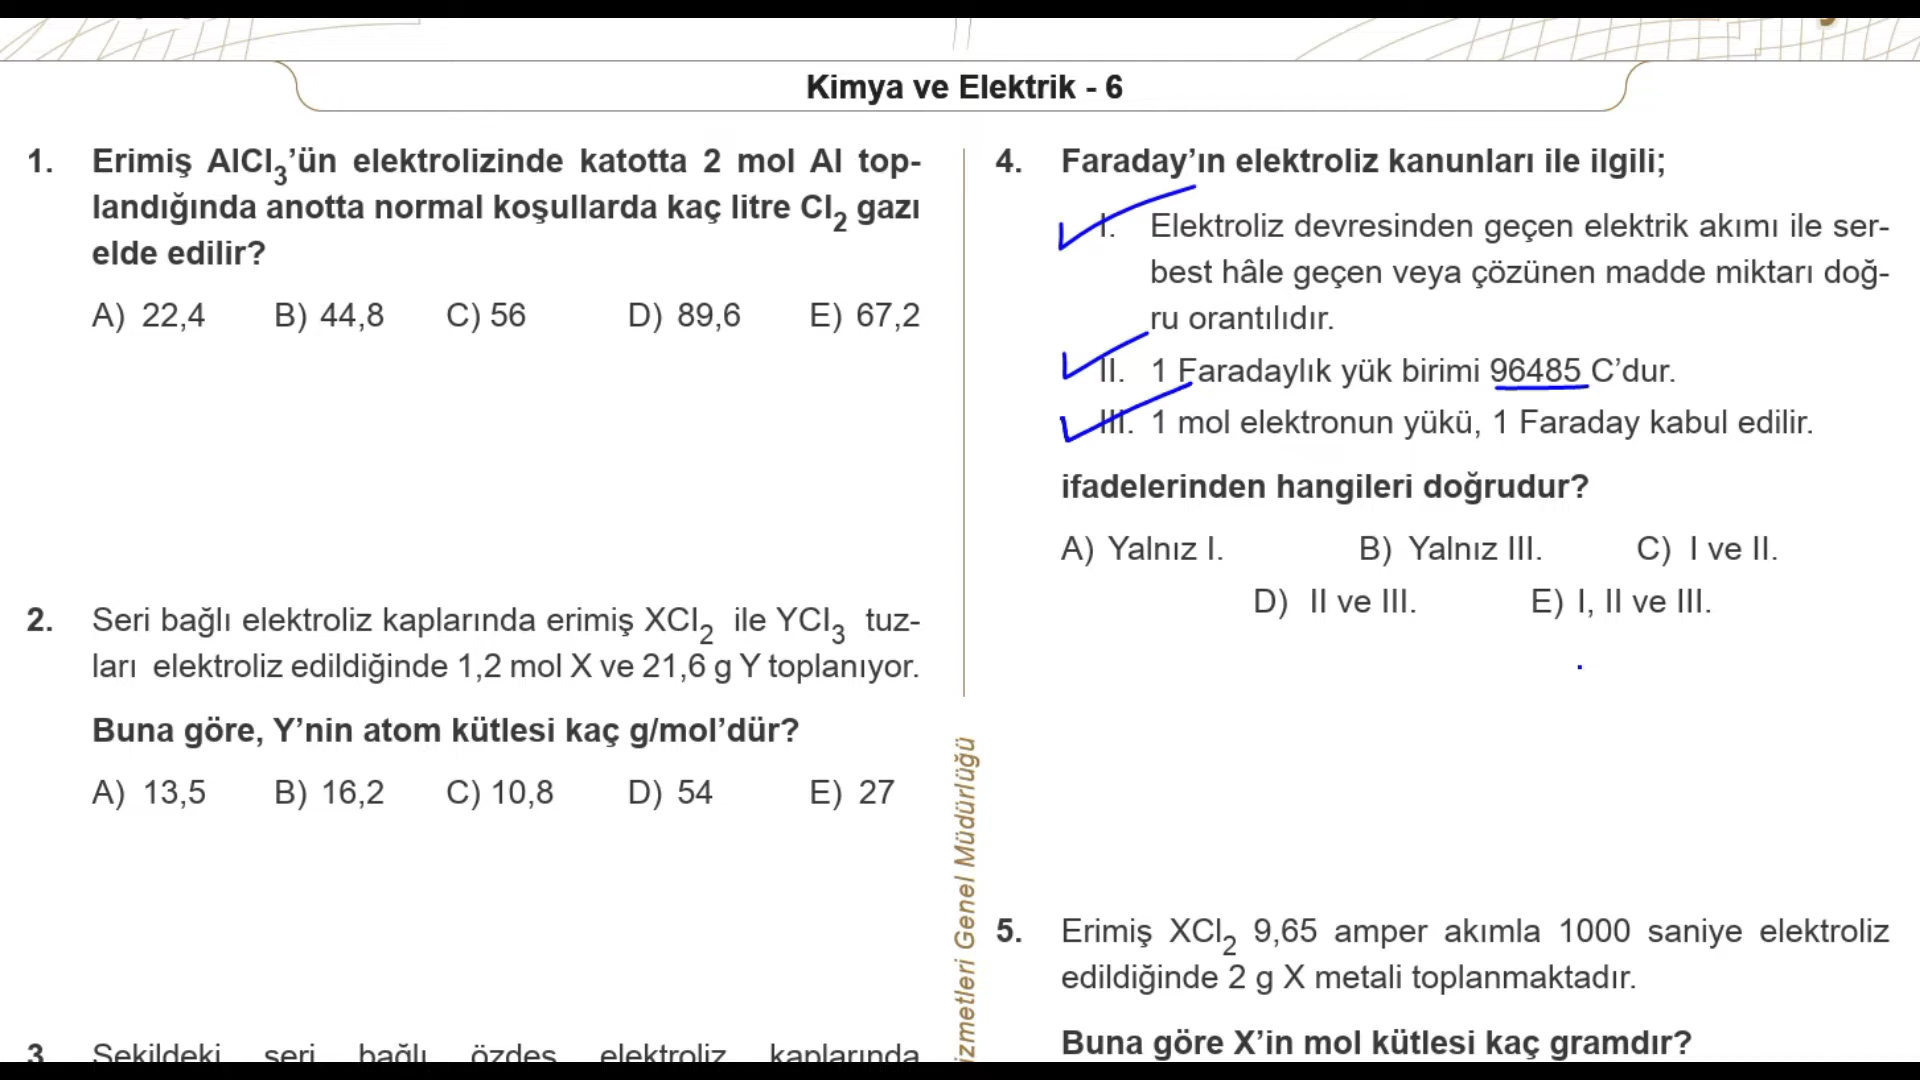 Kimya ve Elektrik - 6
1. Erimiş AlCl3’ün elektrolizinde katotta 2 mol Al top-
landığında anotta normal koşullarda kaç litre Cl2 gazı
elde edilir?
A) 22,4 B) 44,8 C) 56 D) 89,6 E) 67,2
2. Seri bağlı elektroliz kaplarında erimiş XCl2 ile YCl3 tuz-
ları elektroliz edildiğinde 1,2 mol X ve 21,6 g Y toplanıyor.
Buna göre, Y’nin atom kütlesi kaç g/mol’dür?
A) 13,5 B) 16,2 C) 10,8 D) 54 E) 27
3 Şekildeki seri bağlı özdeş elektroliz kaplarında
izmetleri Genel Müdürlüğü
4. Faraday’ın elektroliz kanunları ile ilgili;
I. Elektroliz devresinden geçen elektrik akımı ile ser-
best hâle geçen veya çözünen madde miktarı doğ-
ru orantılıdır.
II. 1 Faradaylık yük birimi 96485 C’dur.
III. 1 mol elektronun yükü, 1 Faraday kabul edilir.
ifadelerinden hangileri doğrudur?
A) Yalnız I. B) Yalnız III. C) I ve II.
D) II ve III. E) I, II ve III.
5. Erimiş XCl2 9,65 amper akımla 1000 saniye elektroliz
edildiğinde 2 g X metali toplanmaktadır.
Buna göre X’in mol kütlesi kaç gramdır?